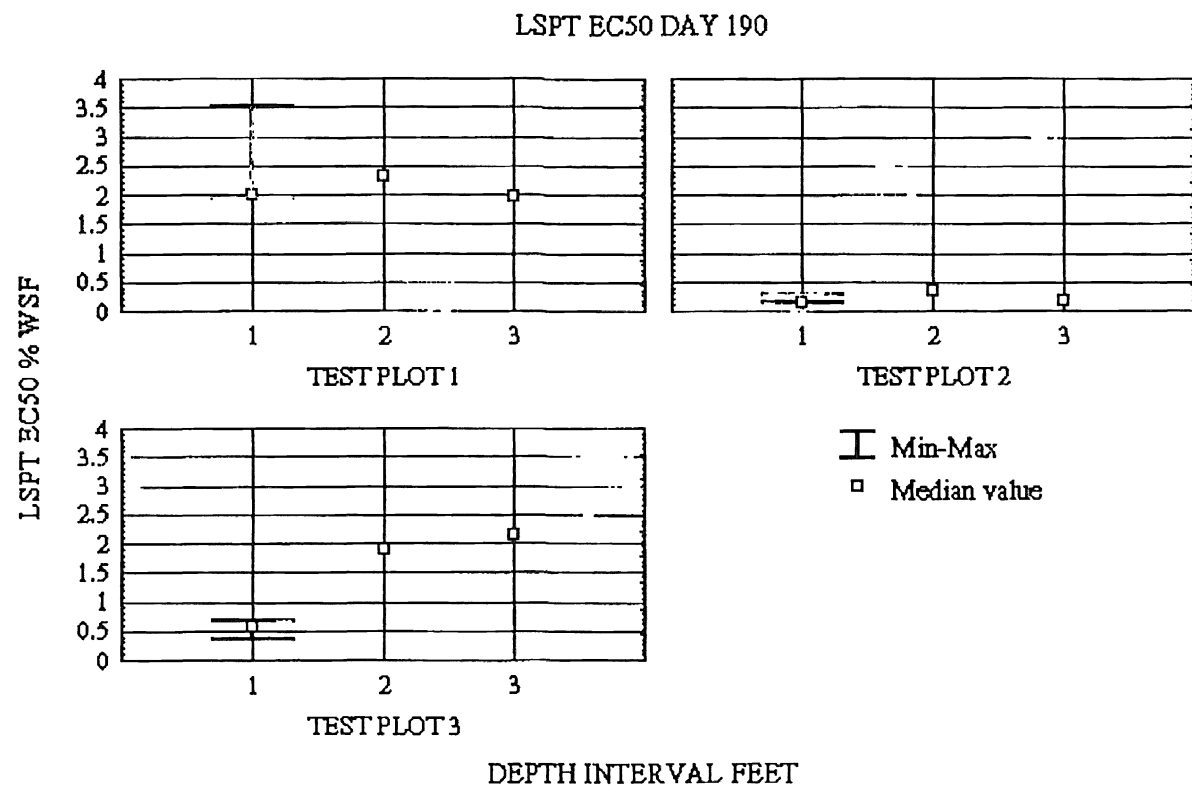 LSPT EC50 DAY 190
LSPT EC50 % WSF
4
3.5
3
2.5
2
1.5
1
0.5
0
1 2 3
TEST PLOT 1
1 2 3
TEST PLOT 2
4
3.5
3
2.5
2
1.5
1
0.5
0
1 2 3
TEST PLOT 3
Min-Max
Median value
DEPTH INTERVAL FEET